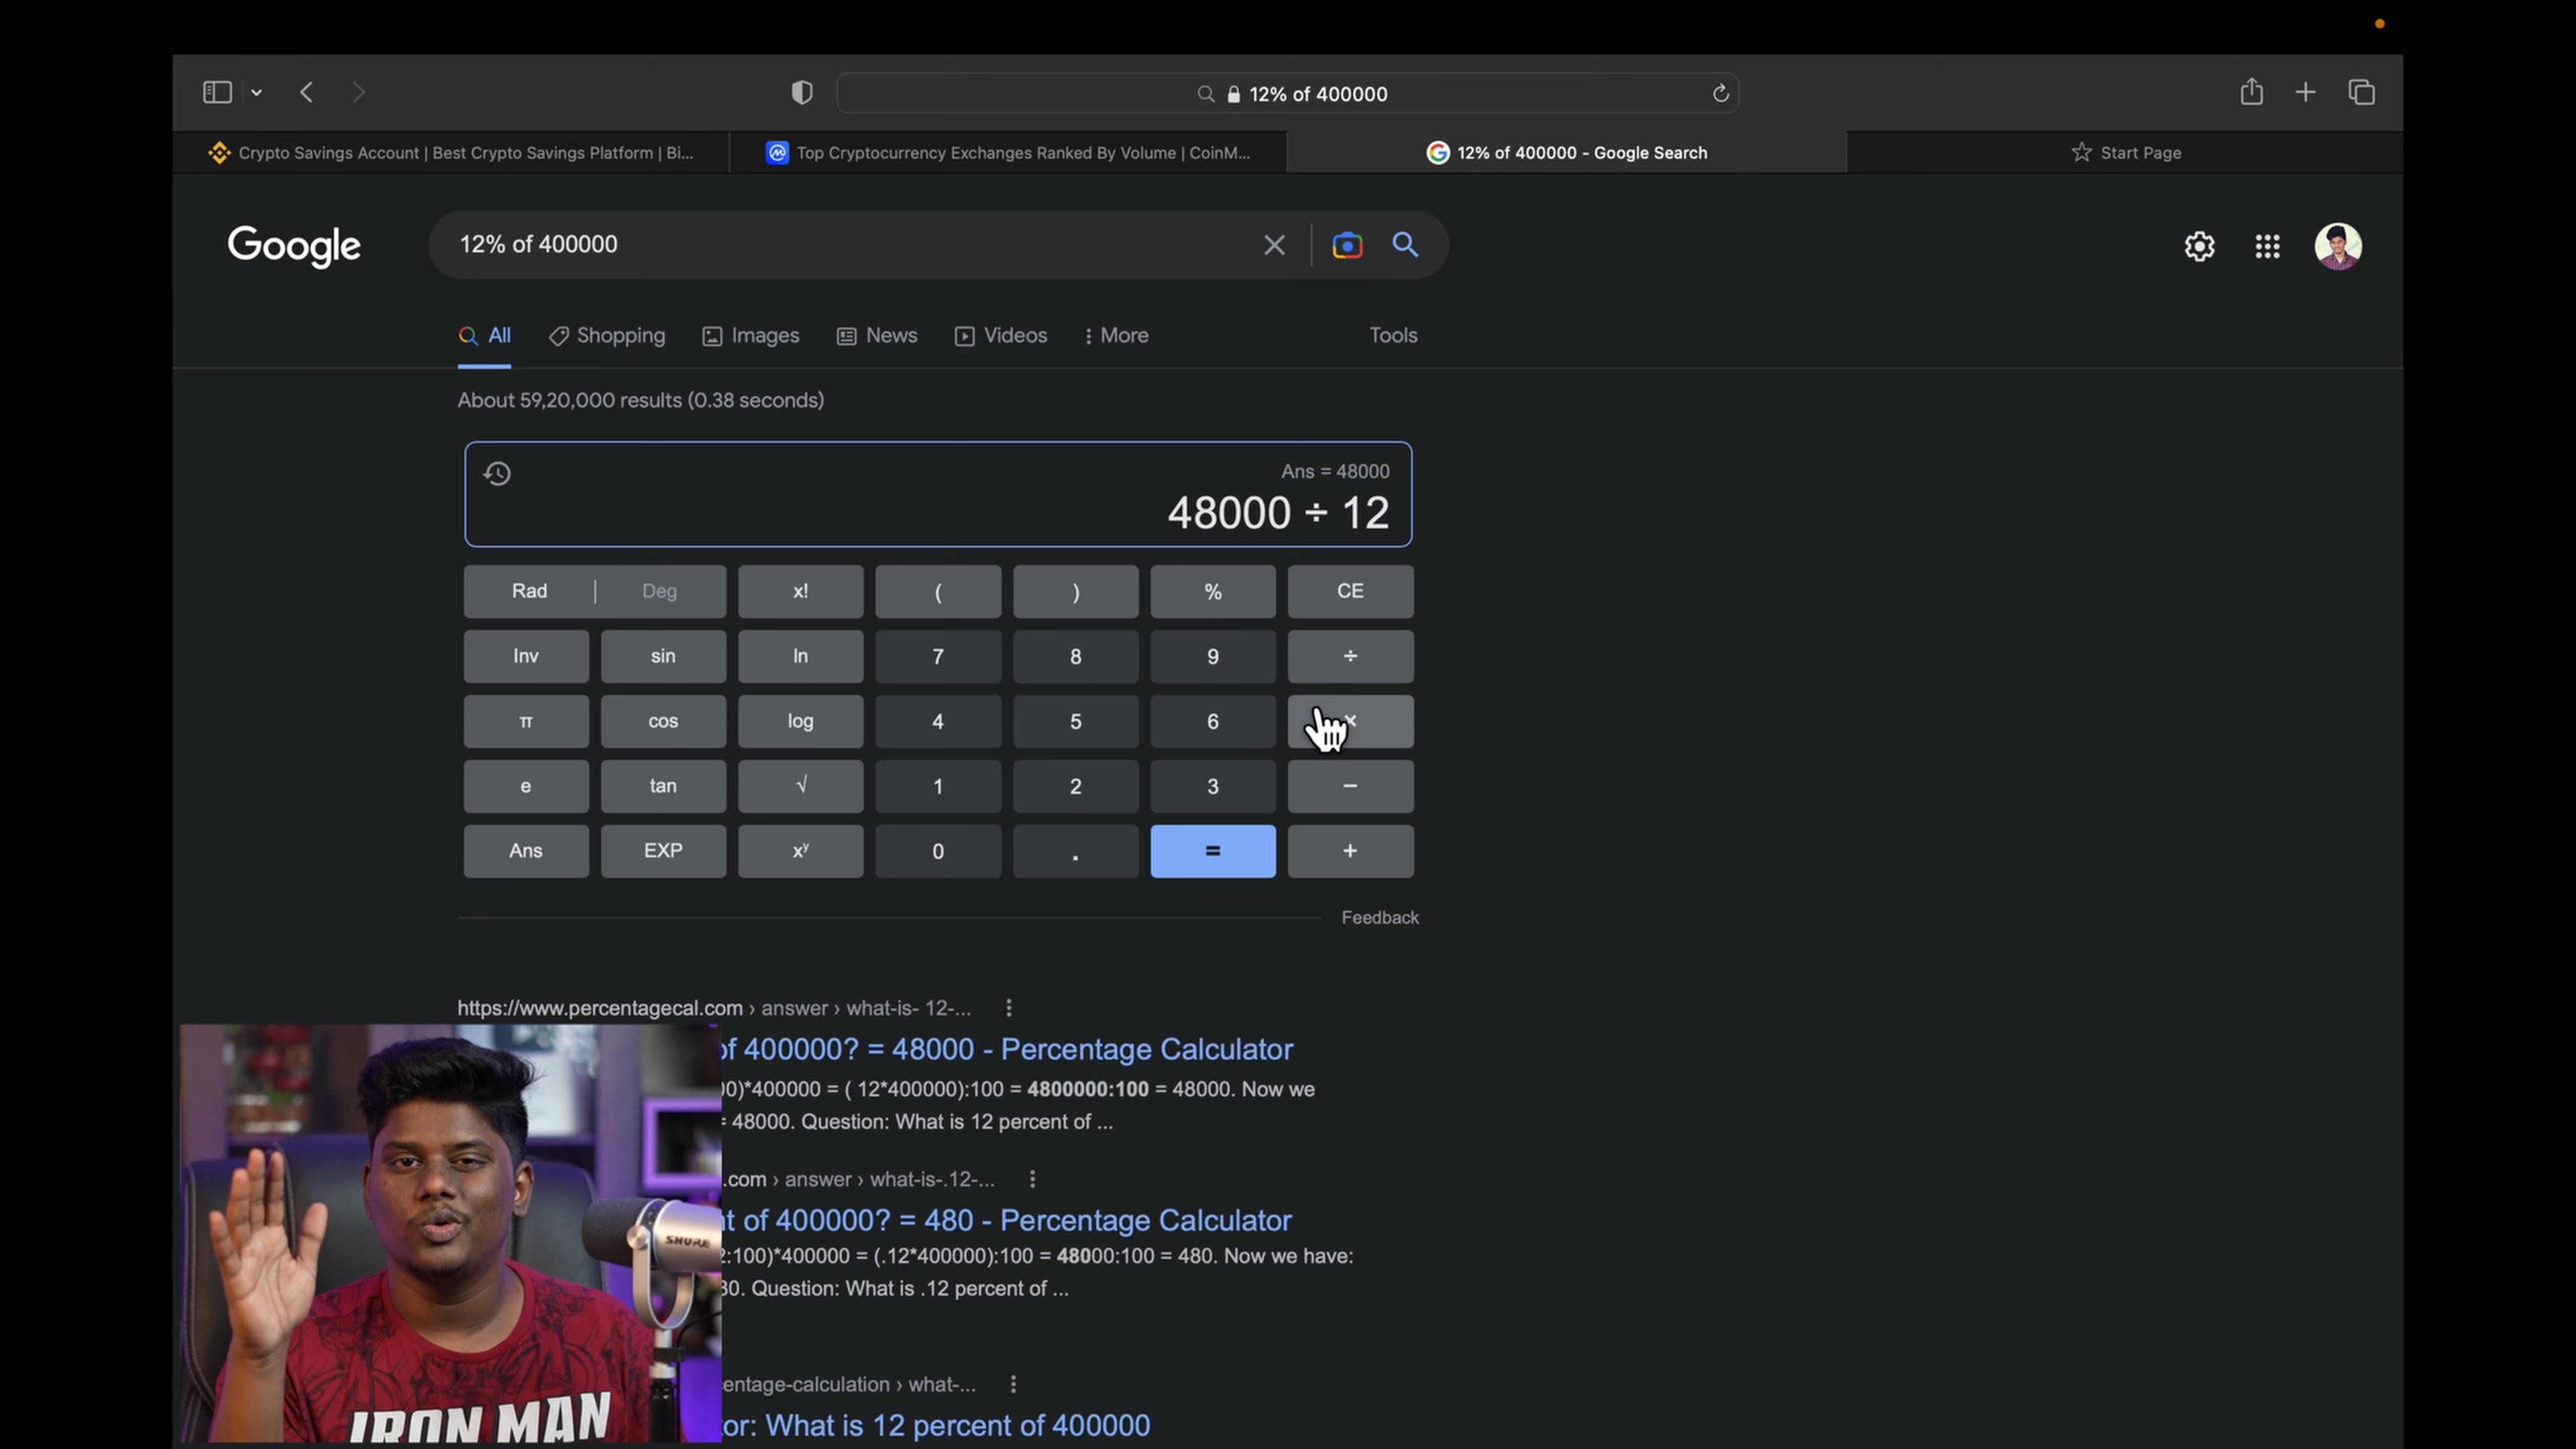 12% of 400000
Crypto Savings Account | Best Crypto Savings Platform | Bi...
Top Cryptocurrency Exchanges Ranked By Volume | CoinM...
12% of 400000 - Google Search
Start Page
Google
12% of 400000
All
Shopping
Images
News
Videos
More
Tools
About 59,20,000 results (0.38 seconds)
Ans = 48000
48000 ÷ 12
Rad | Deg x! ( ) % CE
Inv sin ln 7 8 9 ÷
π cos log 4 5 6 ×
e tan √ 1 2 3 −
Ans EXP xʸ 0 . = +
Feedback
https://www.percentagecal.com › answer › what-is- 12-...
of 400000? = 48000 - Percentage Calculator
00)*400000 = ( 12*400000):100 = 4800000:100 = 48000. Now we
= 48000. Question: What is 12 percent of ...
.com › answer › what-is-.12-...
nt of 400000? = 480 - Percentage Calculator
2:100)*400000 = (.12*400000):100 = 48000:100 = 480. Now we have:
80. Question: What is .12 percent of ...
centage-calculation › what-...
tor: What is 12 percent of 400000
SHURE
IRON MAN